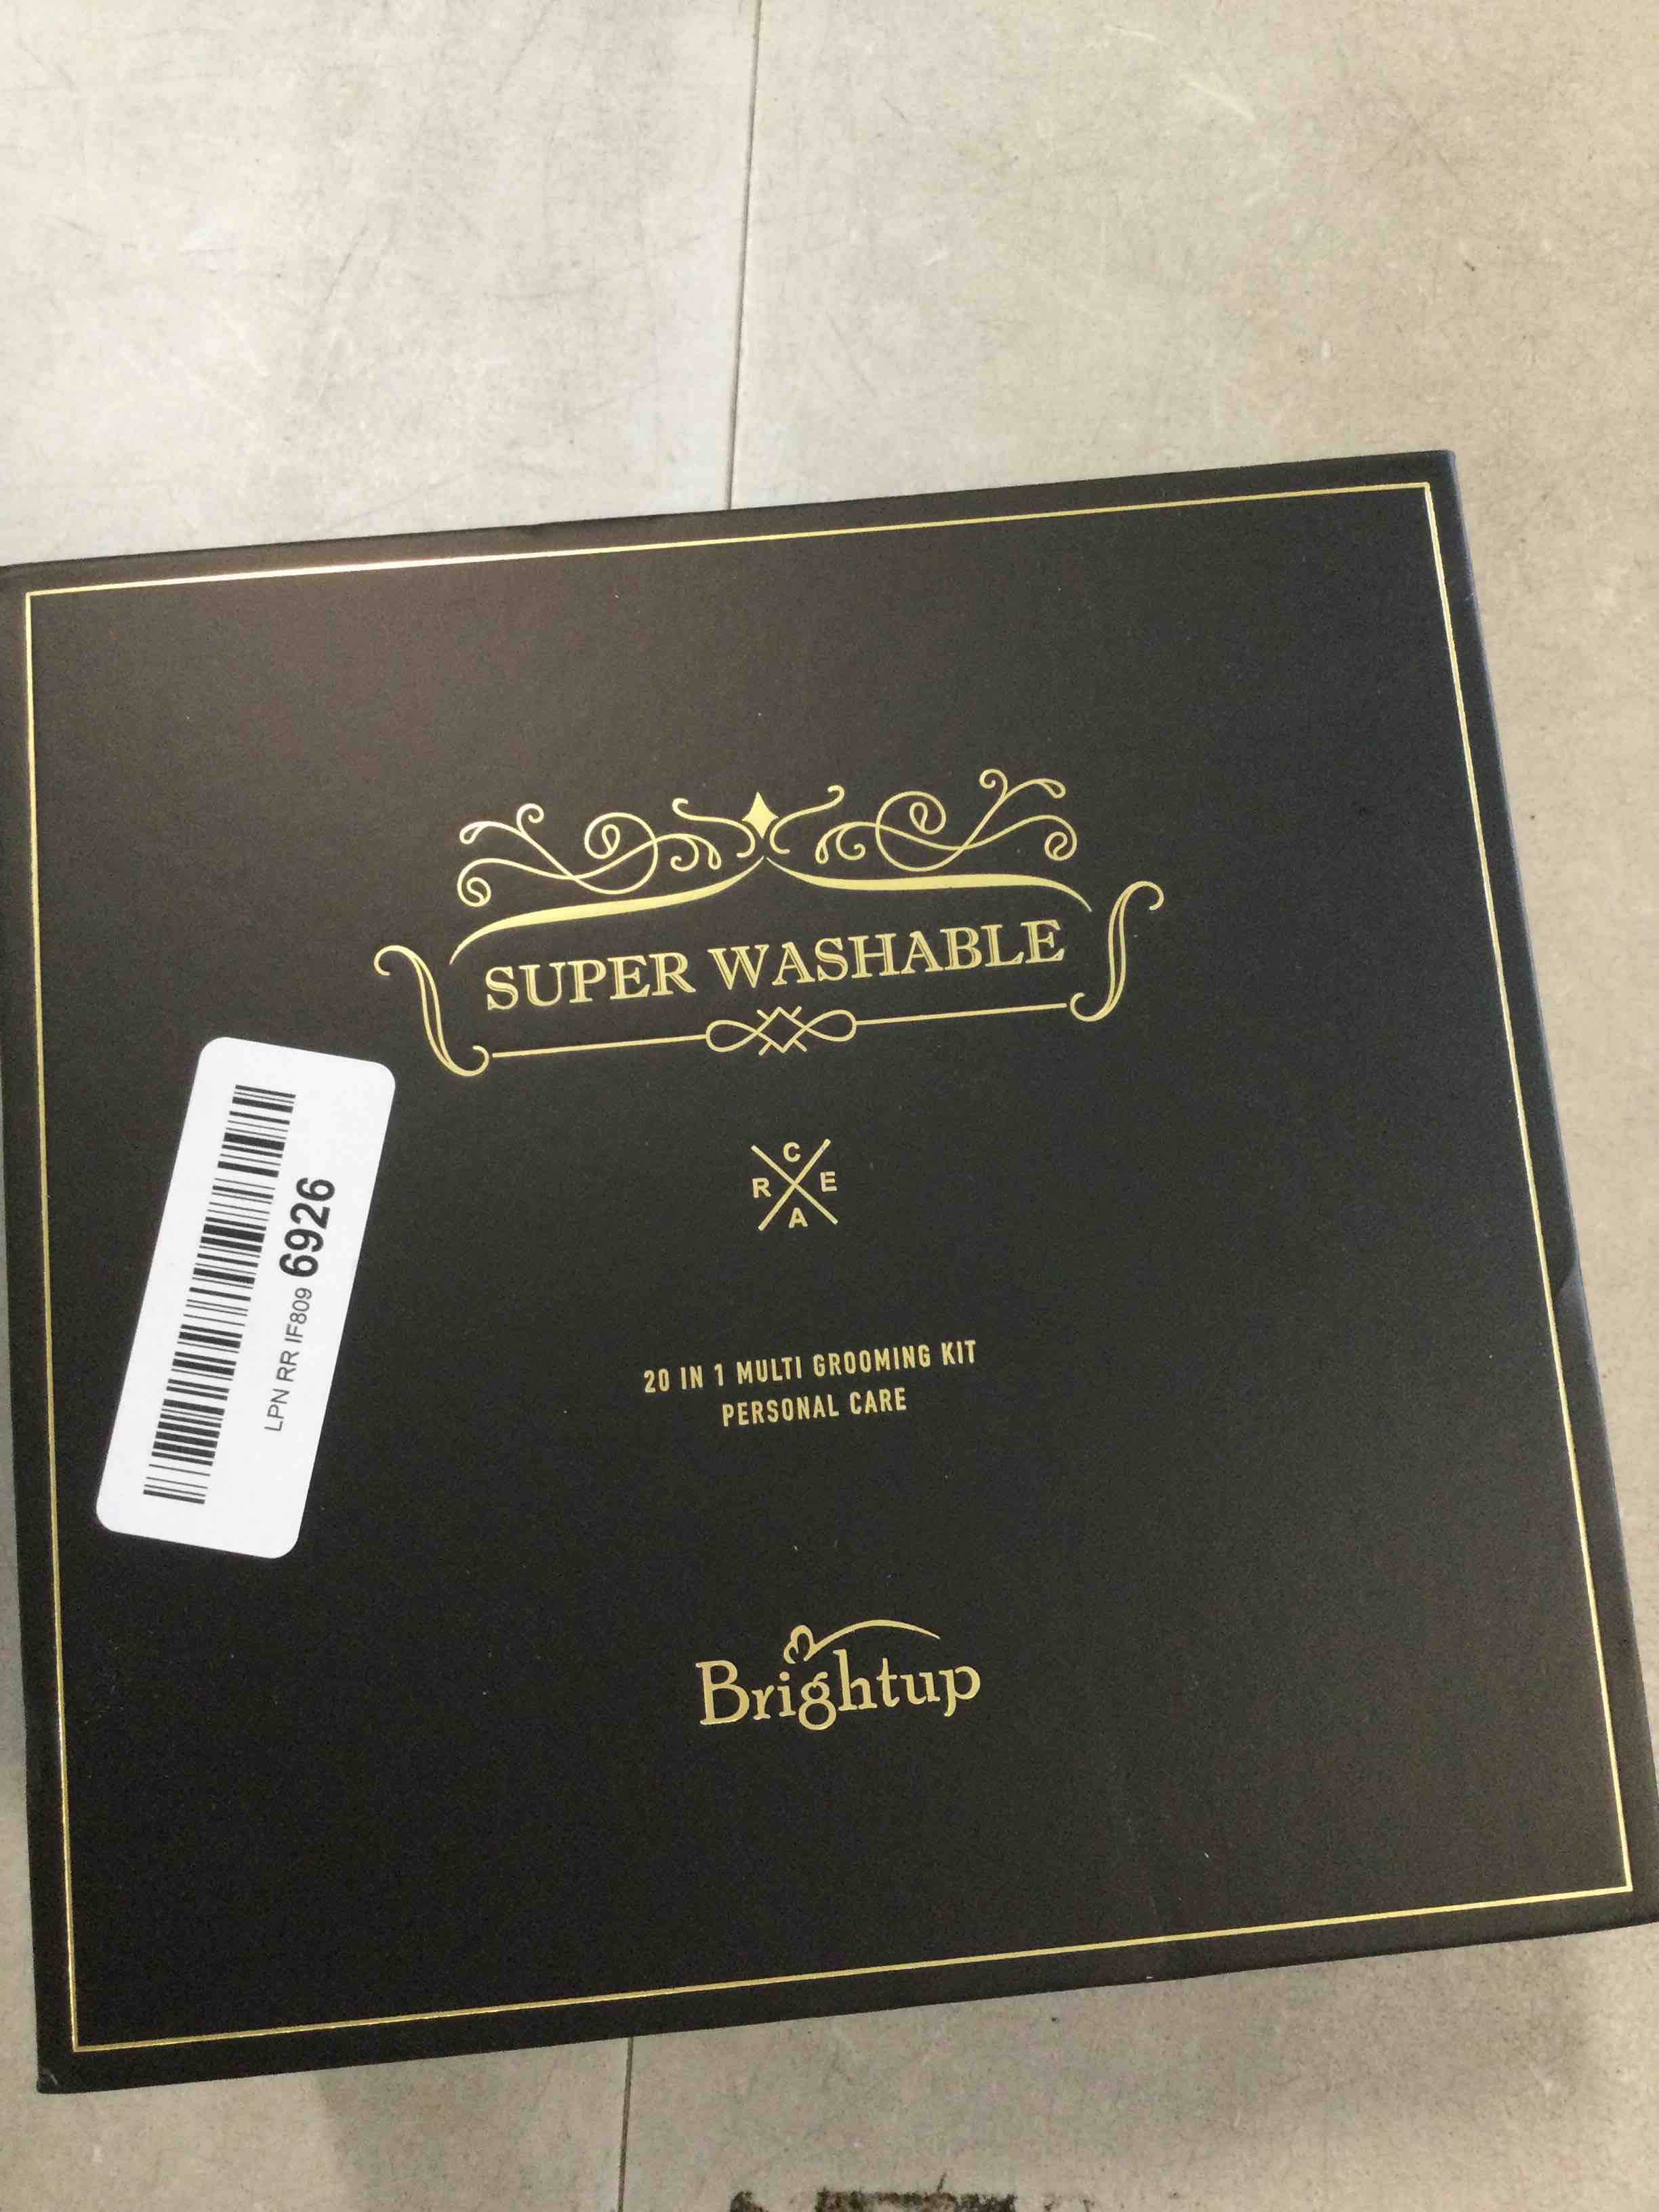 SUPER WASHABLE
C
R E
A
LPN RR IF809 6926
20 IN 1 MULTI GROOMING KIT
PERSONAL CARE
Brightup